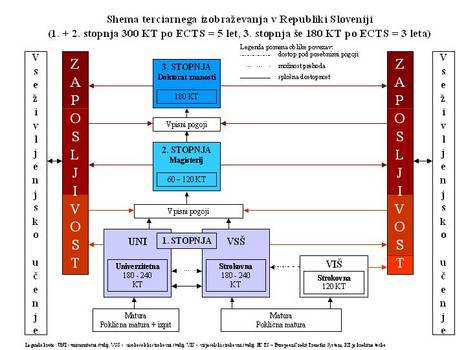 Shema terciarnega izobraževanja v Republiki Sloveniji
(1. + 2. stopnja 300 KT po ECTS = 5 let, 3. stopnja še 180 KT po ECTS = 3 leta)
Legenda pomena oblike povezav:
dostop pod posebnimi pogoji
možnost prehoda
splošna dostopnost
Vseživljenjsko učenje
ZAPOSLJIVOST
3. STOPNJA
Doktorat znanosti
180 KT
Vpisni pogoji
2. STOPNJA
Magisterij
60 – 120 KT
Vpisni pogoji
UNI
1. STOPNJA
VSŠ
VIŠ
Univerzitetna
180 - 240
KT
Strokovna
180 - 240
KT
Strokovna
120 KT
Matura
Poklicna matura + izpit
Matura
Poklicna matura
ZAPOSLJIVOST
Vseživljenjsko učenje